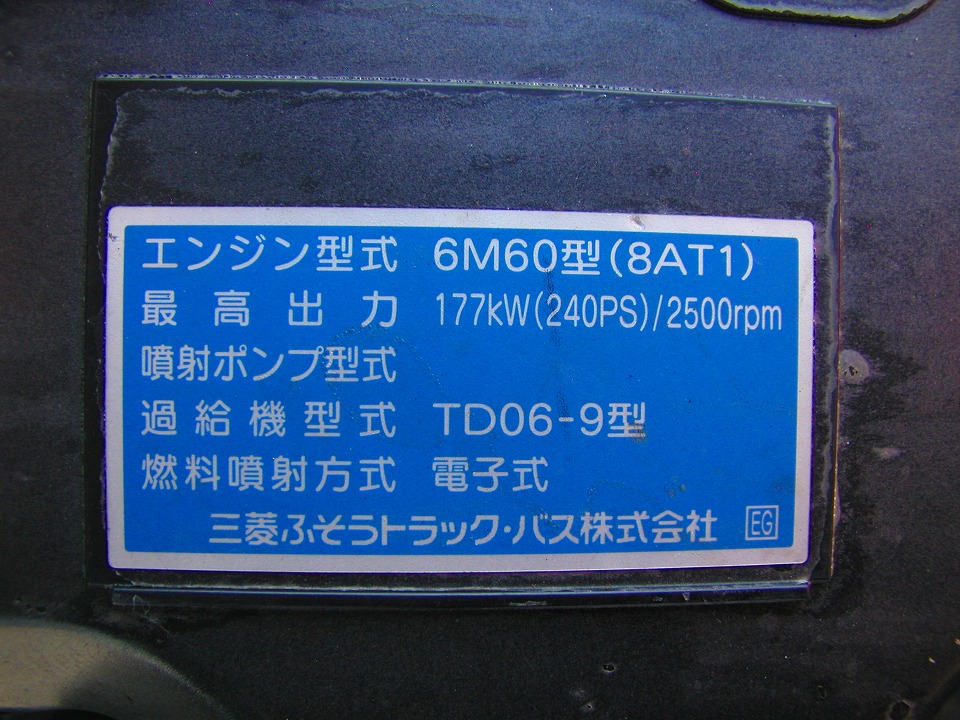 エンジン型式 6M60型(8AT1)
最高出力 177kW(240PS)/2500rpm
噴射ポンプ型式
過給機型式 TD06-9型
燃料噴射方式 電子式
三菱ふそうトラック・バス株式会社 EG